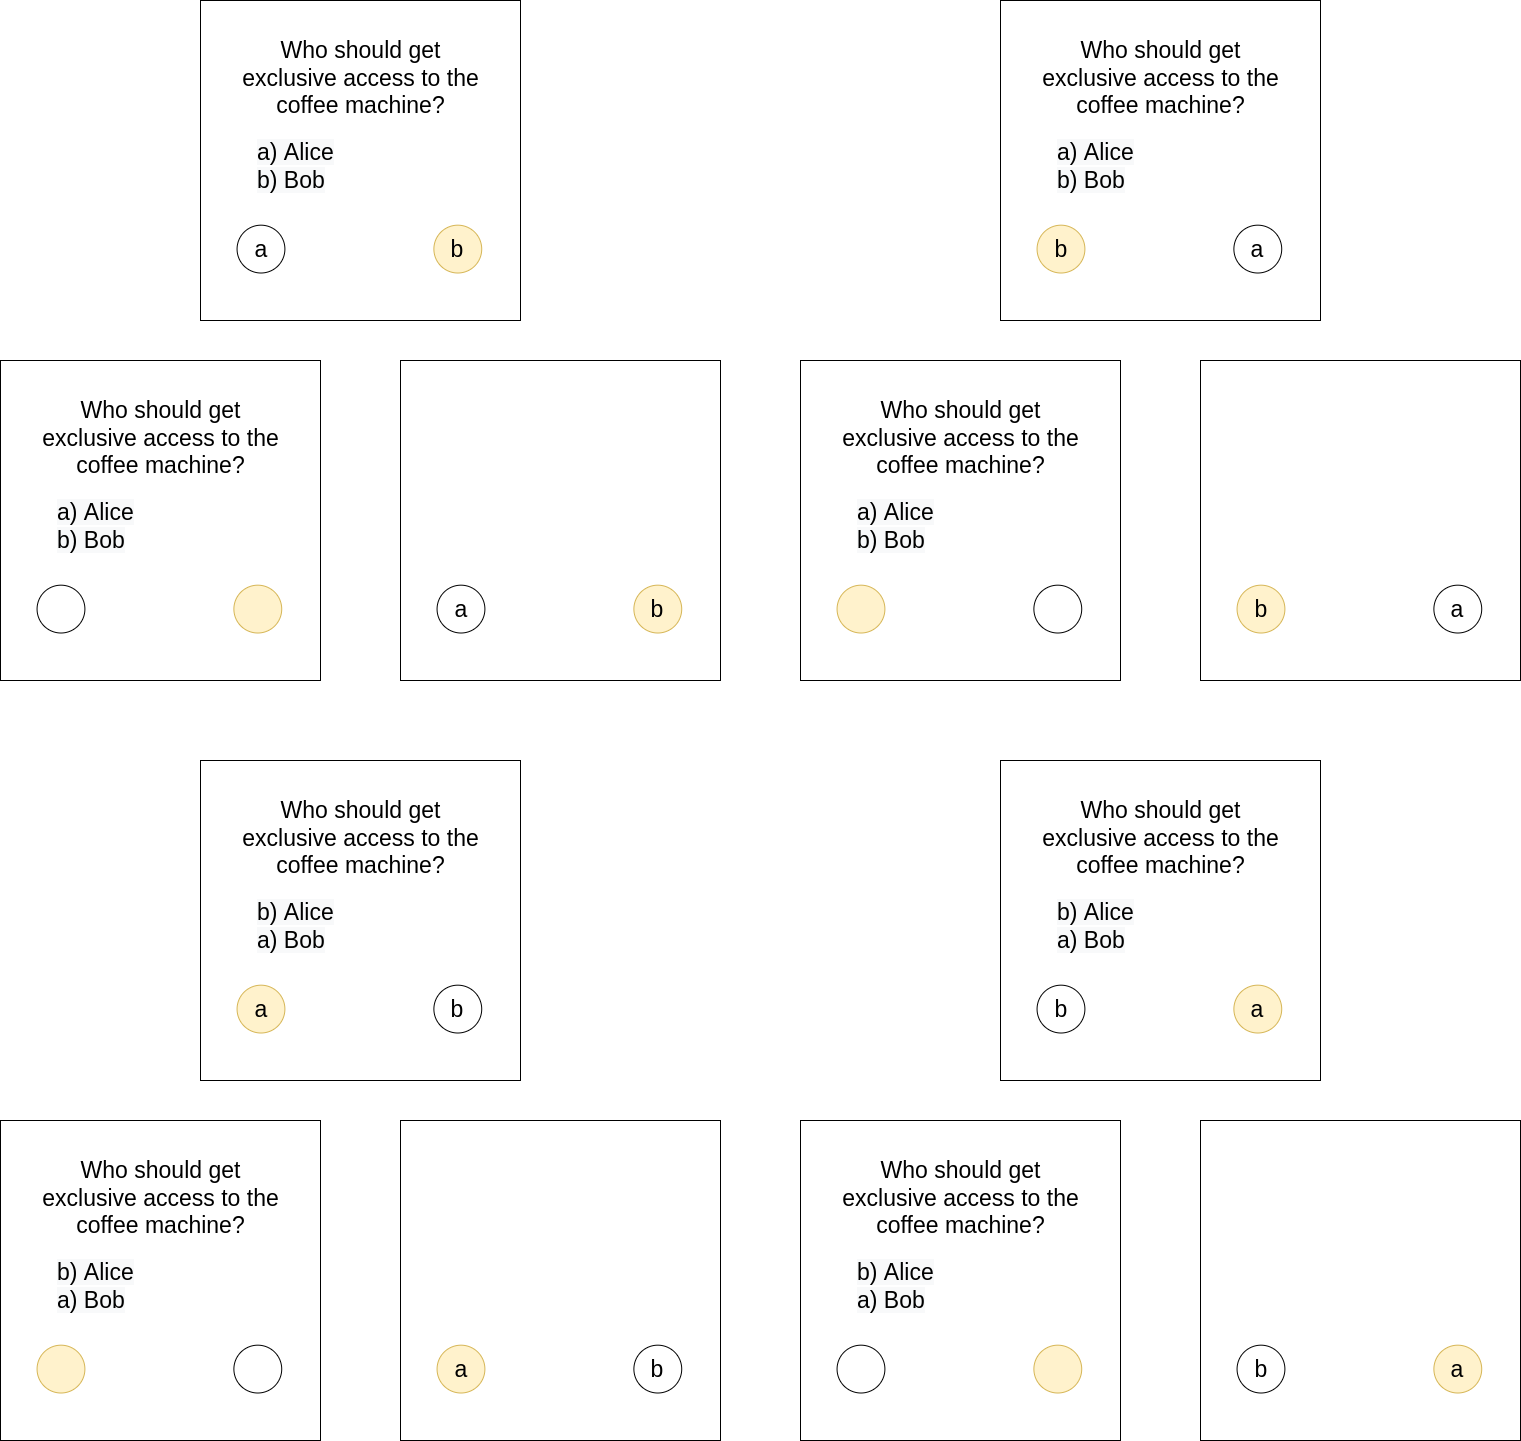 Who should get
exclusive access to the
coffee machine?
a) Alice
b) Bob
a
b
Who should get
exclusive access to the
coffee machine?
a) Alice
b) Bob
b
a
Who should get
exclusive access to the
coffee machine?
a) Alice
b) Bob
a
b
Who should get
exclusive access to the
coffee machine?
a) Alice
b) Bob
b
a
Who should get
exclusive access to the
coffee machine?
b) Alice
a) Bob
a
b
Who should get
exclusive access to the
coffee machine?
b) Alice
a) Bob
b
a
Who should get
exclusive access to the
coffee machine?
b) Alice
a) Bob
a
b
Who should get
exclusive access to the
coffee machine?
b) Alice
a) Bob
b
a